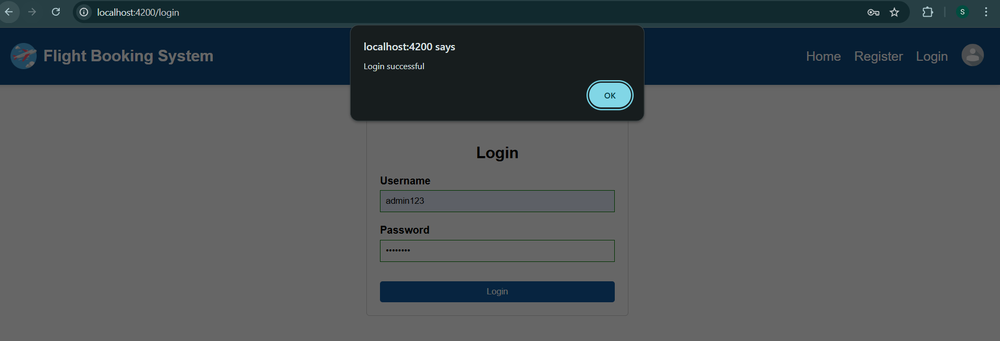 localhost:4200/login
S
Flight Booking System
Home Register Login
localhost:4200 says
Login successful
OK
Login
Username
admin123
Password
••••••••
Login